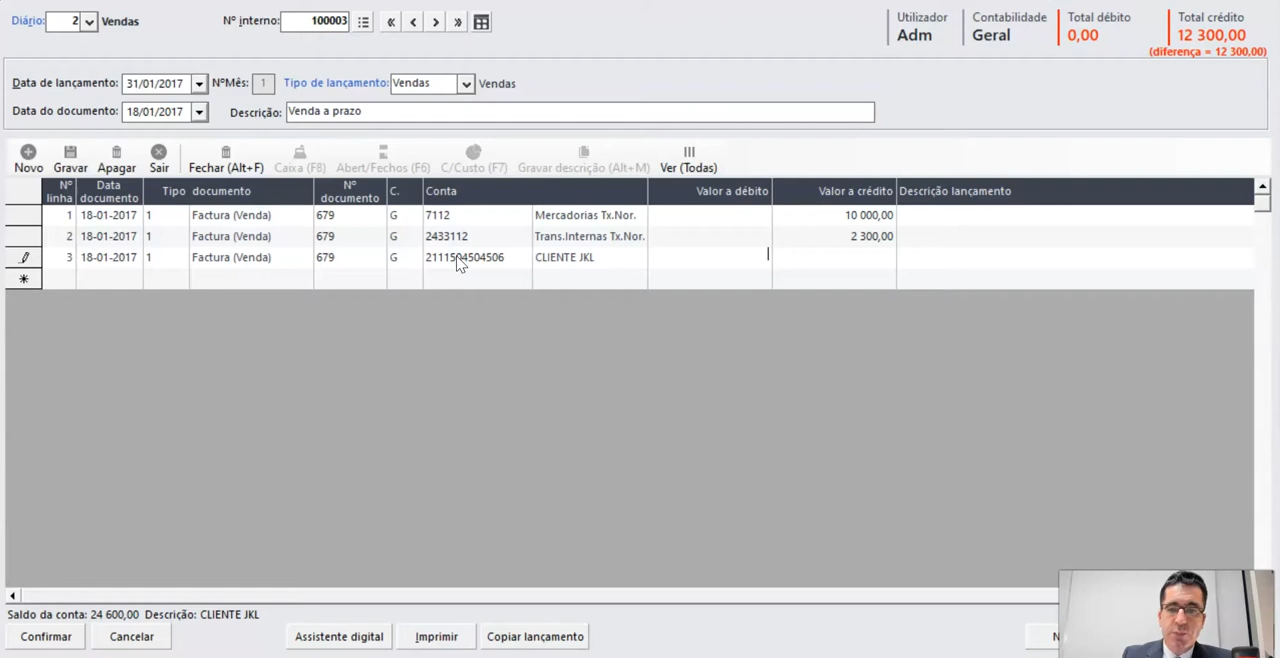 Diário: 2 Vendas Nº interno: 100003 « < > » Utilizador Adm Contabilidade Geral Total débito 0,00 Total crédito 12 300,00
(diferença = 12 300,00)
Data de lançamento: 31/01/2017 NºMês: 1 Tipo de lançamento: Vendas Vendas
Data do documento: 18/01/2017 Descrição: Venda a prazo
Novo Gravar Apagar Sair Fechar (Alt+F) Caixa (F8) Abert/Fechos (F6) C/Custo (F7) Gravar descrição (Alt+M) Ver (Todas)
Nº linha Data documento Tipo documento Nº documento C. Conta Valor a débito Valor a crédito Descrição lançamento
1 18-01-2017 1 Factura (Venda) 679 G 7112 Mercadorias Tx.Nor. 10 000,00
2 18-01-2017 1 Factura (Venda) 679 G 2433112 Trans.Internas Tx.Nor. 2 300,00
3 18-01-2017 1 Factura (Venda) 679 G 2111504504506 CLIENTE JKL
Saldo da conta: 24 600,00 Descrição: CLIENTE JKL
Confirmar Cancelar Assistente digital Imprimir Copiar lançamento